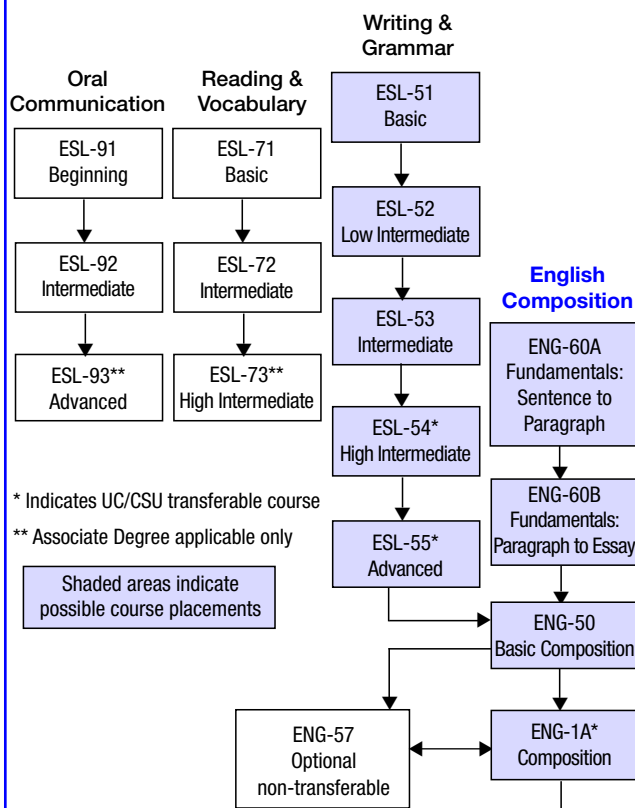 Oral
Communication
ESL-91
Beginning
ESL-92
Intermediate
ESL-93**
Advanced
Reading &
Vocabulary
ESL-71
Basic
ESL-72
Intermediate
ESL-73**
High Intermediate
Writing &
Grammar
ESL-51
Basic
ESL-52
Low Intermediate
ESL-53
Intermediate
ESL-54*
High Intermediate
ESL-55*
Advanced
English
Composition
ENG-60A
Fundamentals:
Sentence to
Paragraph
ENG-60B
Fundamentals:
Paragraph to Essay
ENG-50
Basic Composition
ENG-1A*
Composition
ENG-57
Optional
non-transferable
* Indicates UC/CSU transferable course
** Associate Degree applicable only
Shaded areas indicate
possible course placements